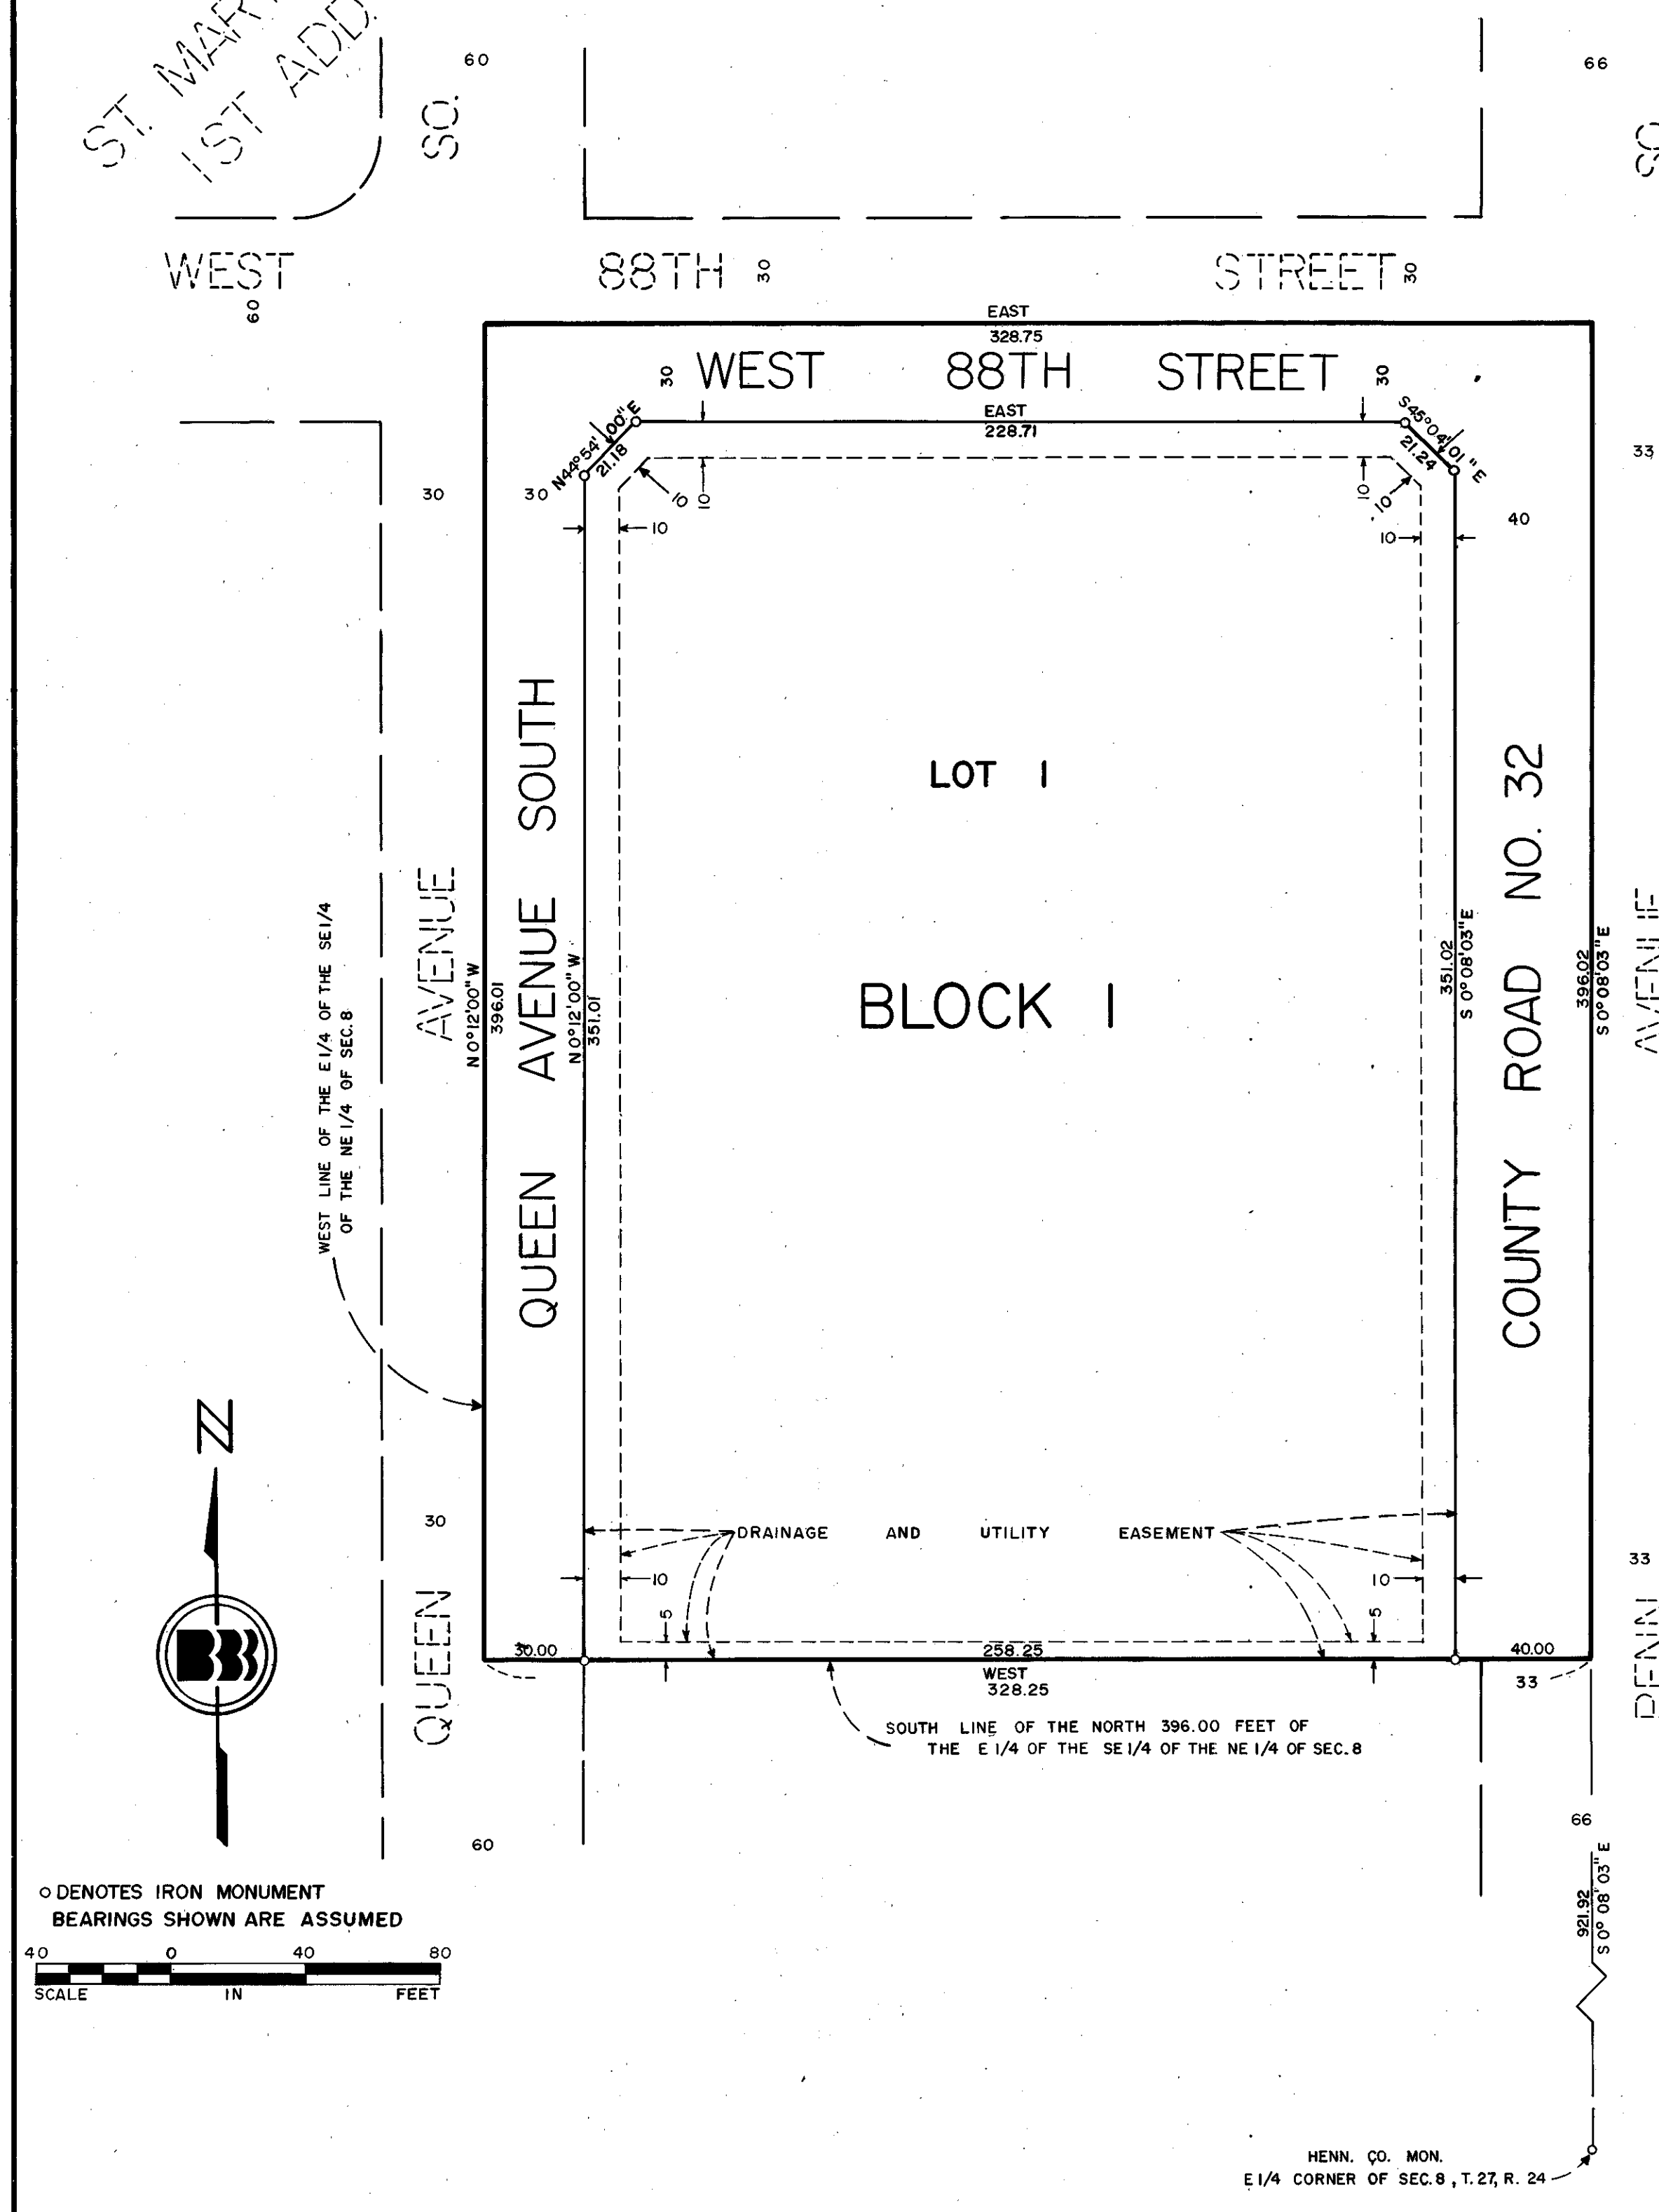 ST. MAR
1ST ADD.
SO.
60
66
SO
WEST 88TH STREET
60
30
30
EAST
328.75
30 WEST 88TH STREET 30
EAST
228.71
N44°54'00"E
21.18
S45°04'01"E
21.24
33
30
30
10
10
10
10
10
10
40
QUEEN AVENUE SOUTH
LOT 1
BLOCK 1
COUNTY ROAD NO. 32
AVENUE
N 0°12'00" W
396.01
N 0°12'00" W
351.01
351.02
S 0°08'03"E
396.02
S 0°08'03"E
AVENUE
WEST LINE OF THE E1/4 OF THE SE1/4
OF THE NE 1/4 OF SEC.8
N
30
DRAINAGE AND UTILITY EASEMENT
10
10
5
5
33
QUEEN
PENN
30.00
258.25
40.00
WEST
328.25
33
SOUTH LINE OF THE NORTH 396.00 FEET OF
THE E 1/4 OF THE SE 1/4 OF THE NE 1/4 OF SEC. 8
60
66
921.92
S 0°08'03"E
O DENOTES IRON MONUMENT
BEARINGS SHOWN ARE ASSUMED
40 0 40 80
SCALE IN FEET
HENN. CO. MON.
E 1/4 CORNER OF SEC. 8, T. 27, R. 24